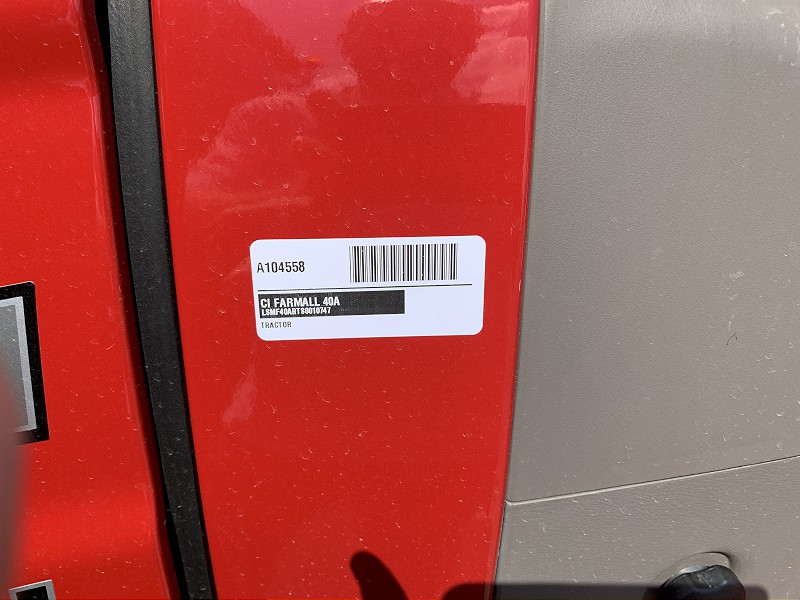 A104558
CI FARMALL 40A
LSMF40ARTS0010747
TRACTOR